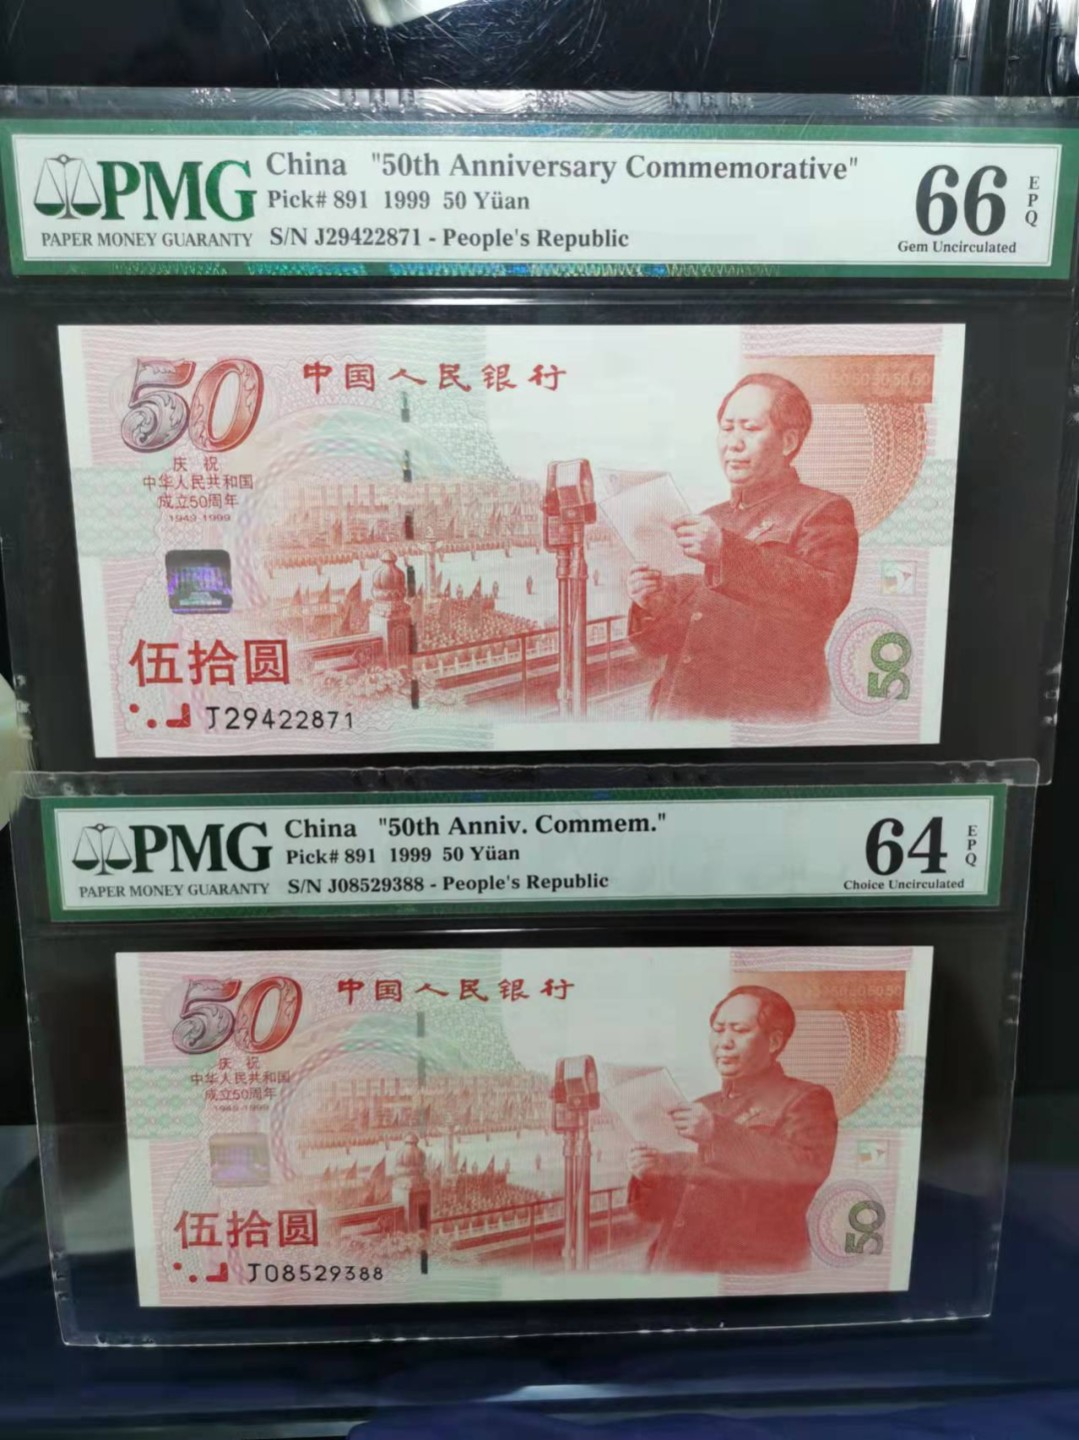 PMG
PAPER MONEY GUARANTY
China "50th Anniversary Commemorative"
Pick# 891 1999 50 Yüan
S/N J29422871 - People's Republic
66
EPQ
Gem Uncirculated
50
中国人民银行
庆祝
中华人民共和国
成立50周年
1949-1999
伍拾圆
J29422871
50
PMG
PAPER MONEY GUARANTY
China "50th Anniv. Commem."
Pick# 891 1999 50 Yüan
S/N J08529388 - People's Republic
64
EPQ
Choice Uncirculated
50
中国人民银行
庆祝
中华人民共和国
成立50周年
1949-1999
伍拾圆
J08529388
50